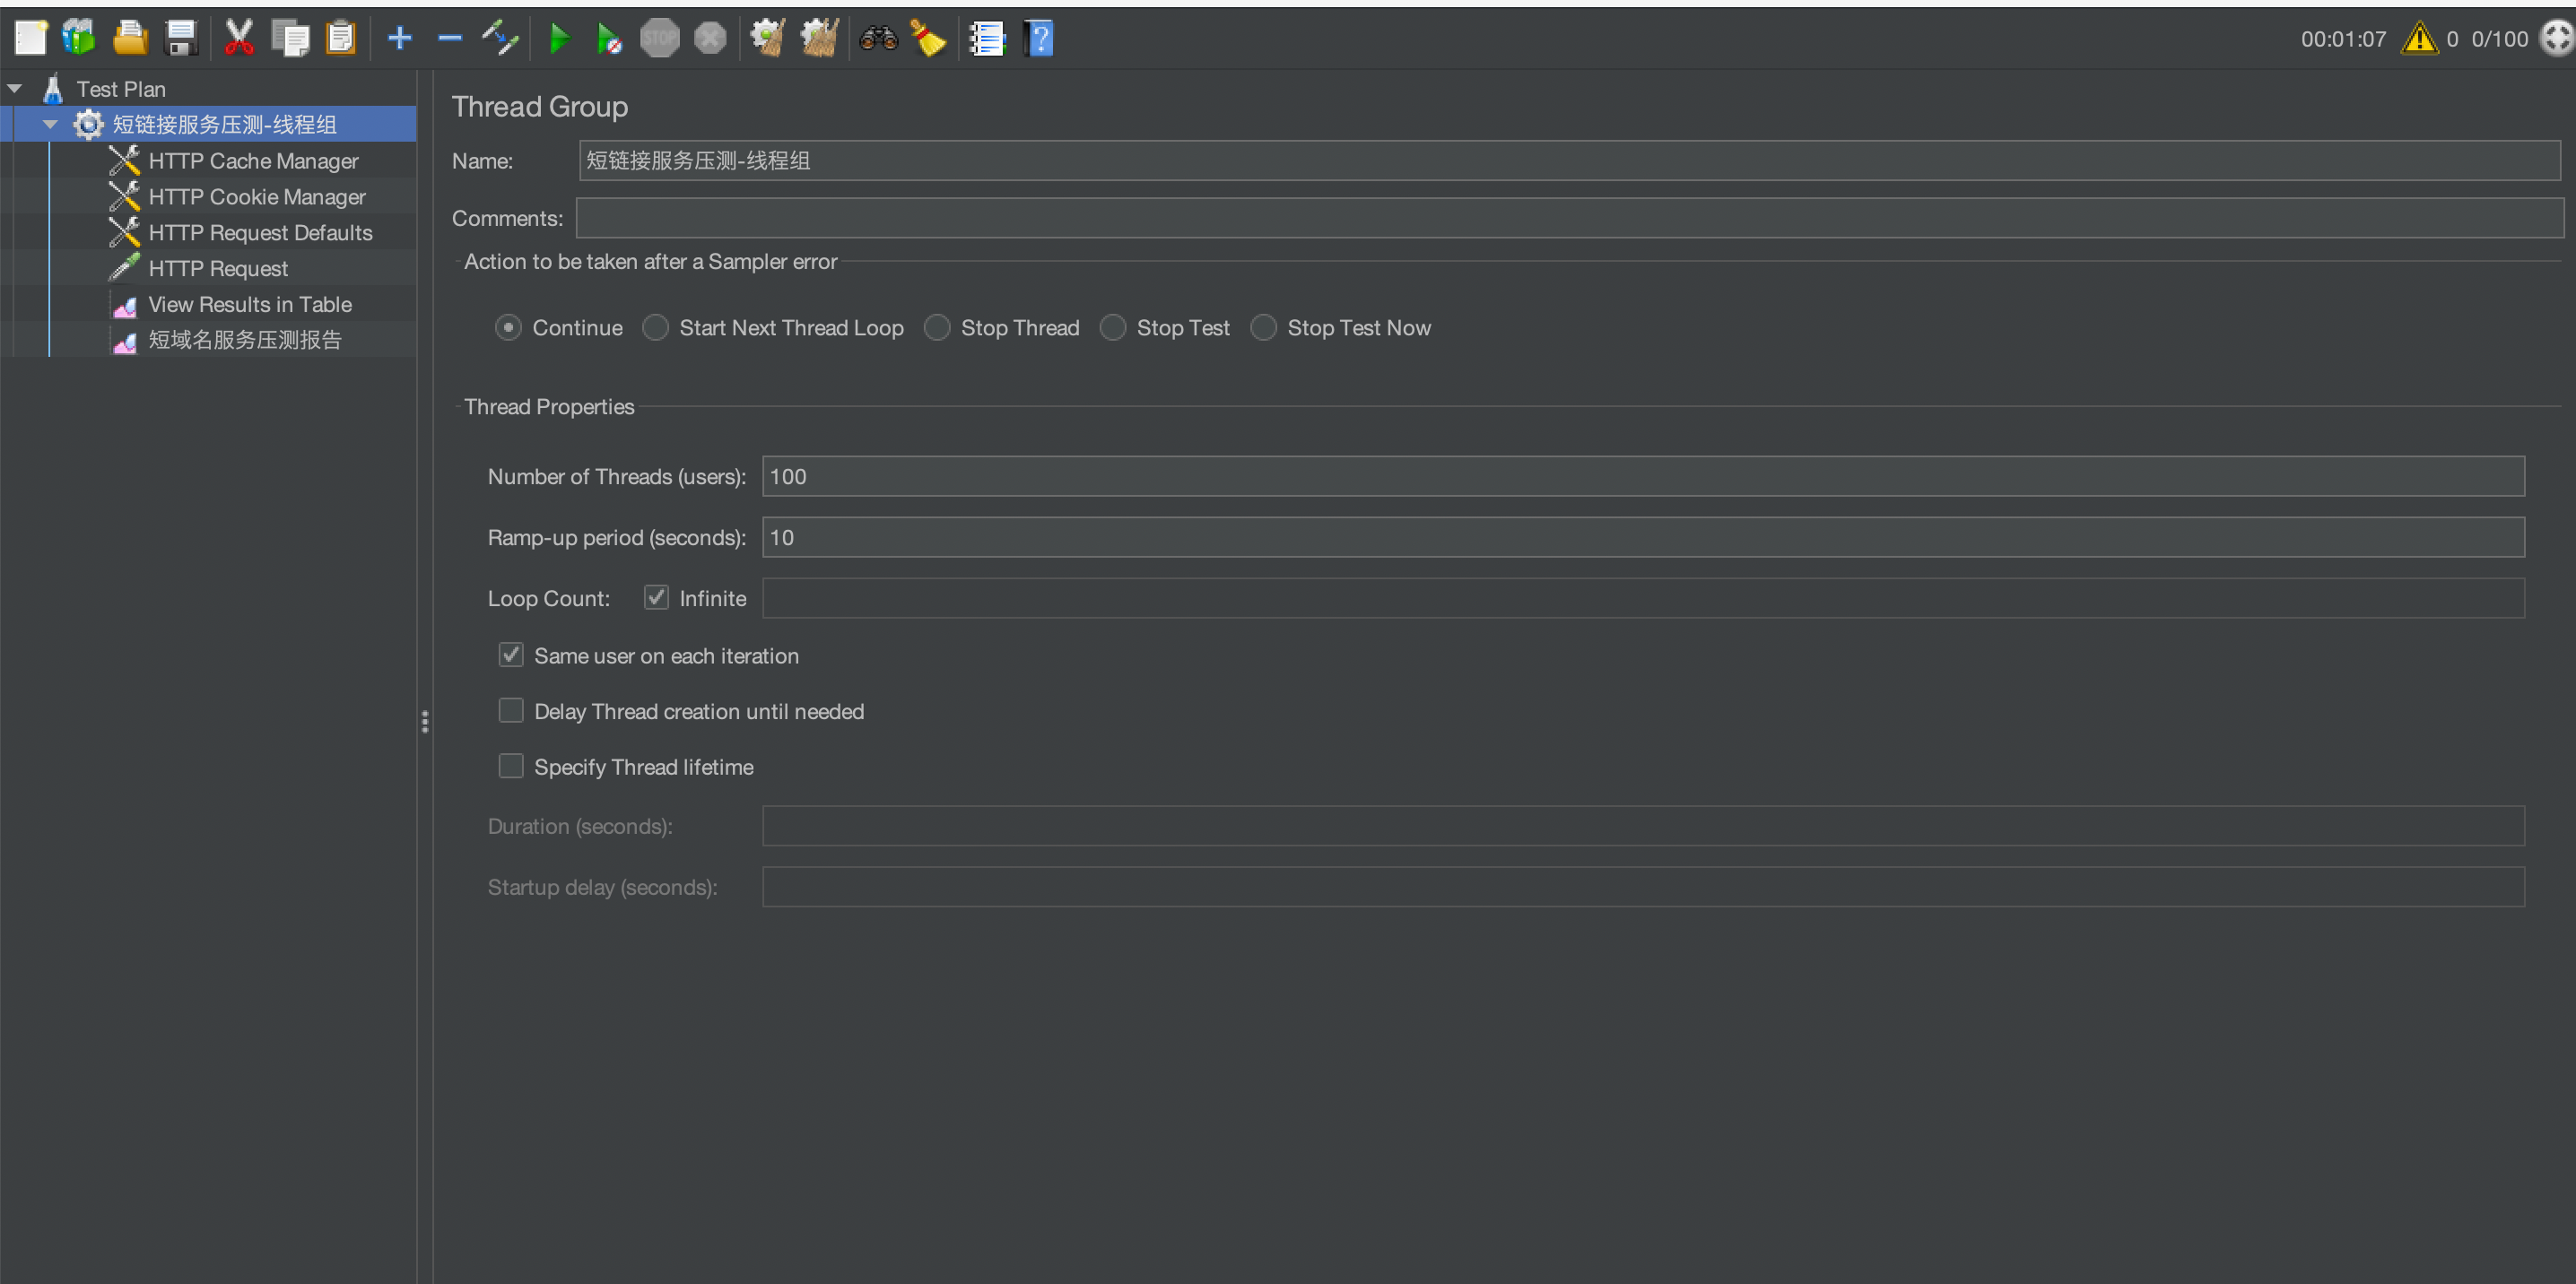 STOP
00:01:07 0 0/100
Test Plan
短链接服务压测-线程组
HTTP Cache Manager
HTTP Cookie Manager
HTTP Request Defaults
HTTP Request
View Results in Table
短域名服务压测报告
Thread Group
Name: 短链接服务压测-线程组
Comments:
Action to be taken after a Sampler error
Continue Start Next Thread Loop Stop Thread Stop Test Stop Test Now
Thread Properties
Number of Threads (users): 100
Ramp-up period (seconds): 10
Loop Count: Infinite
Same user on each iteration
Delay Thread creation until needed
Specify Thread lifetime
Duration (seconds):
Startup delay (seconds):